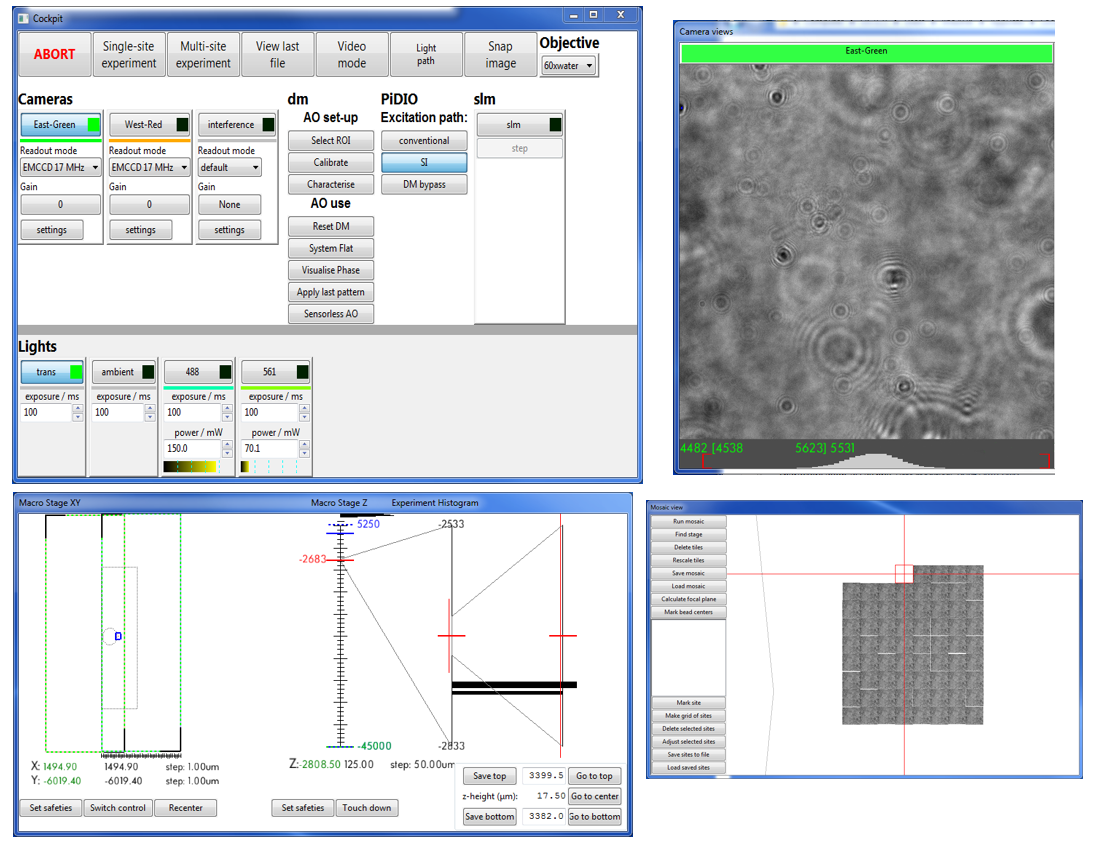 Cockpit
ABORT
Single-site experiment
Multi-site experiment
View last file
Video mode
Light path
Snap image
Objective
60xwater
Cameras
East-Green
West-Red
interference
Readout mode
Readout mode
Readout mode
EMCCD 17 MHz
EMCCD 17 MHz
default
Gain
Gain
Gain
0
0
None
settings
settings
settings
dm
AO set-up
Select ROI
Calibrate
Characterise
AO use
Reset DM
System Flat
Visualise Phase
Apply last pattern
Sensorless AO
PiDIO
Excitation path:
conventional
SI
DM bypass
slm
slm
step
Lights
trans
ambient
488
561
exposure / ms
exposure / ms
exposure / ms
exposure / ms
100
100
100
100
power / mW
power / mW
150.0
70.1
Camera views
East-Green
4482 [4538 5623] 5531
Macro Stage XY
Macro Stage Z
Experiment Histogram
5250
-2683
-45000
-2533
-2833
X: 1494.90 1494.90 step: 1.00um
Y: -6019.40 -6019.40 step: 1.00um
Set safeties
Switch control
Recenter
Z:-2808.50 125.00 step: 50.00um
Set safeties
Touch down
Save top 3399.5 Go to top
z-height (μm): 17.50 Go to center
Save bottom 3382.0 Go to bottom
Mosaic view
Run mosaic
Find stage
Delete tiles
Rescale tiles
Save mosaic
Load mosaic
Calculate focal plane
Mark bead centers
Mark site
Make grid of sites
Delete selected sites
Adjust selected sites
Save sites to file
Load saved sites